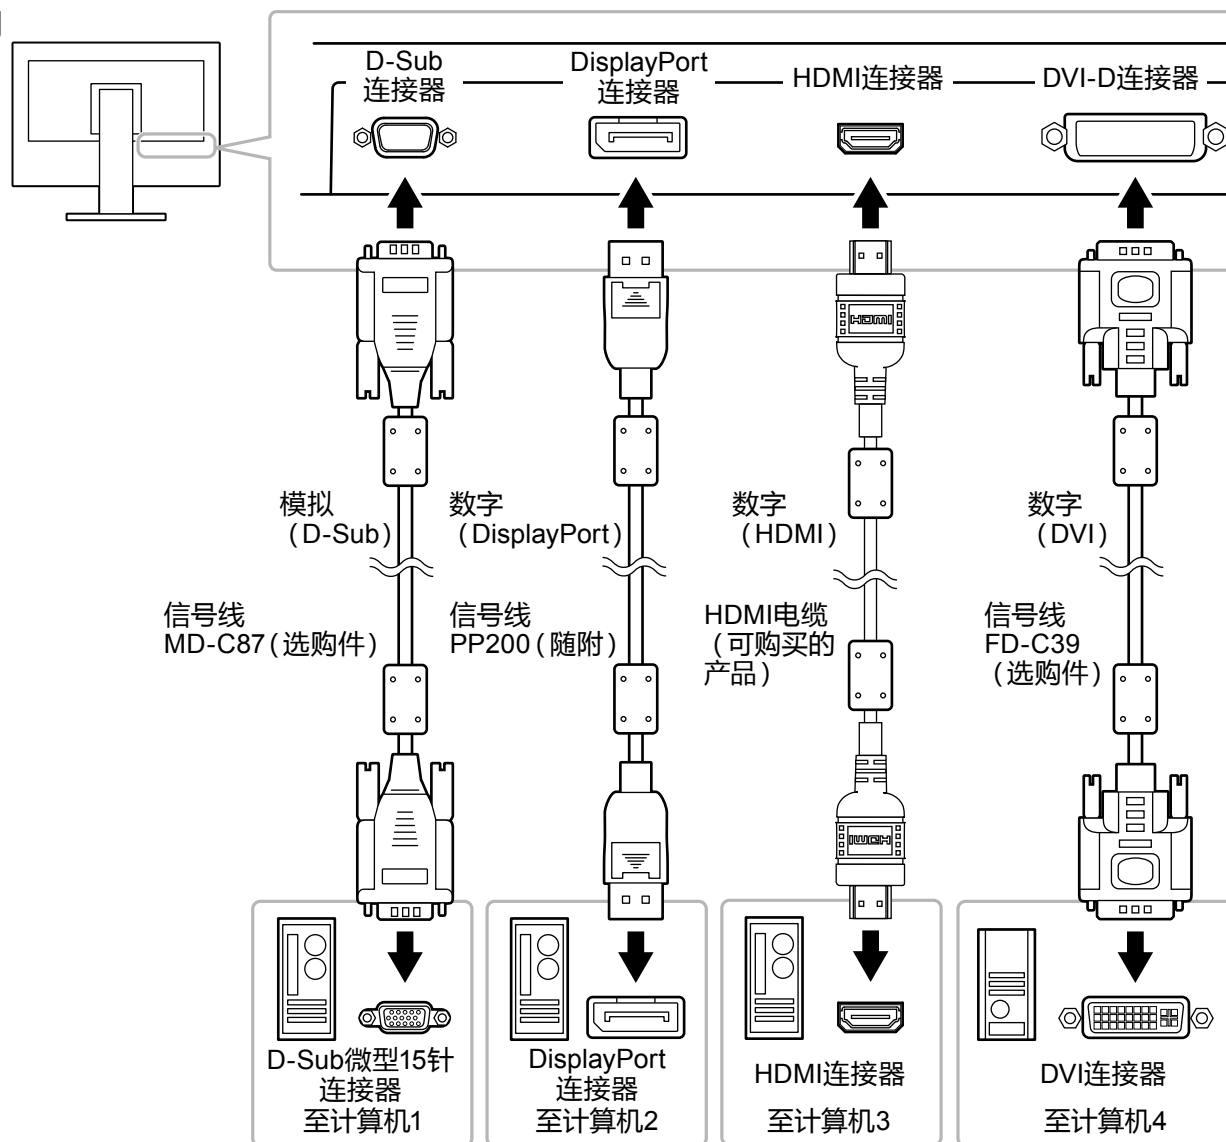 D-Sub
连接器
DisplayPort
连接器
HDMI连接器
DVI-D连接器
HDMI
模拟
（D-Sub）
数字
（DisplayPort）
数字
（HDMI）
数字
（DVI）
信号线
MD-C87（选购件）
信号线
PP200（随附）
HDMI电缆
（可购买的
产品）
信号线
FD-C39
（选购件）
HDMI
D-Sub微型15针
连接器
至计算机1
DisplayPort
连接器
至计算机2
HDMI连接器
至计算机3
DVI连接器
至计算机4